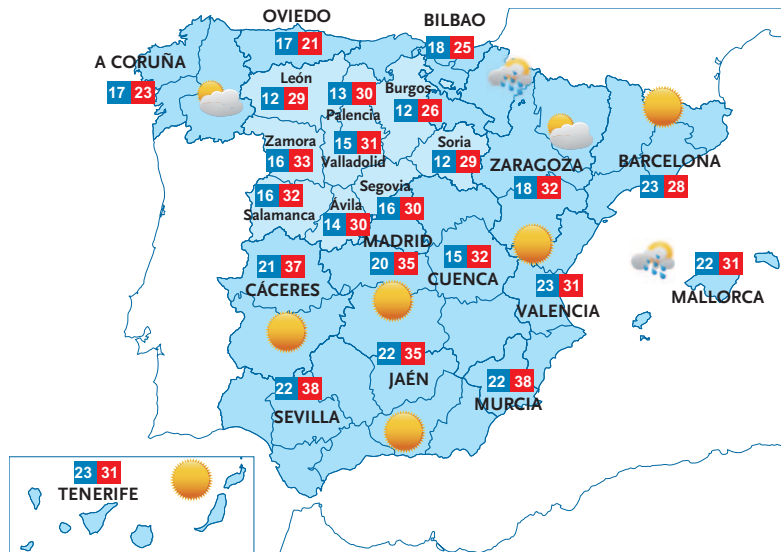 OVIEDO
17 21
BILBAO
18 25
A CORUÑA
17 23
León
12 29
13 30
Palencia
Burgos
12 26
Zamora
16 33
15 31
Valladolid
Soria
12 29
ZARAGOZA
18 32
BARCELONA
23 28
16 32
Salamanca
Ávila
14 30
Segovia
16 30
MADRID
20 35
15 32
CUENCA
21 37
CÁCERES
23 31
VALENCIA
22 31
MALLORCA
22 35
JAÉN
22 38
SEVILLA
22 38
MURCIA
23 31
TENERIFE